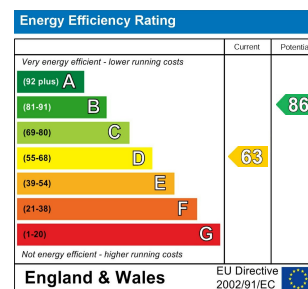 Energy Efficiency Rating
Current Potentia
Very energy efficient - lower running costs
(92 plus) A
(81-91) B
86
(69-80) C
(55-68) D
63
(39-54) E
(21-38) F
(1-20) G
Not energy efficient - higher running costs
England & Wales
EU Directive
2002/91/EC